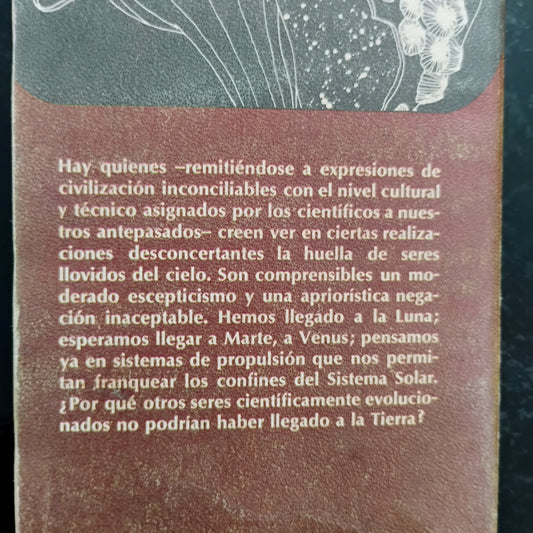 Hay quienes –remitiéndose a expresiones de
civilización inconciliables con el nivel cultural
y técnico asignados por los científicos a nues-
tros antepasados– creen ver en ciertas realiza-
ciones desconcertantes la huella de seres
llovidos del cielo. Son comprensibles un mo-
derado escepticismo y una apriorística nega-
ción inaceptable. Hemos llegado a la Luna;
esperamos llegar a Marte, a Venus; pensamos
ya en sistemas de propulsión que nos permi-
tan franquear los confines del Sistema Solar.
¿Por qué otros seres científicamente evolucio-
nados no podrían haber llegado a la Tierra?